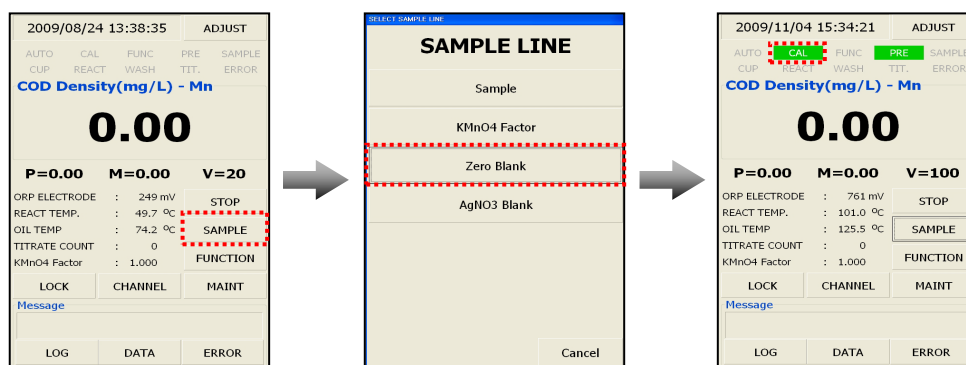 2009/08/24 13:38:35 ADJUST
AUTO CAL FUNC PRE SAMPLE
CUP REACT WASH TIT. ERROR
COD Density(mg/L) - Mn
0.00
P=0.00 M=0.00 V=20
ORP ELECTRODE : 249 mV
REACT TEMP. : 49.7 ºC
OIL TEMP : 74.2 ºC
TITRATE COUNT : 0
KMnO4 Factor : 1.000
STOP
SAMPLE
FUNCTION
LOCK CHANNEL MAINT
Message
LOG DATA ERROR
SELECT SAMPLE LINE
SAMPLE LINE
Sample
KMnO4 Factor
Zero Blank
AgNO3 Blank
Cancel
2009/11/04 15:34:21 ADJUST
AUTO CAL FUNC PRE SAMPLE
CUP REACT WASH TIT. ERROR
COD Density(mg/L) - Mn
0.00
P=0.00 M=0.00 V=100
ORP ELECTRODE : 761 mV
REACT TEMP. : 101.0 ºC
OIL TEMP : 125.5 ºC
TITRATE COUNT : 0
KMnO4 Factor : 1.000
STOP
SAMPLE
FUNCTION
LOCK CHANNEL MAINT
Message
LOG DATA ERROR